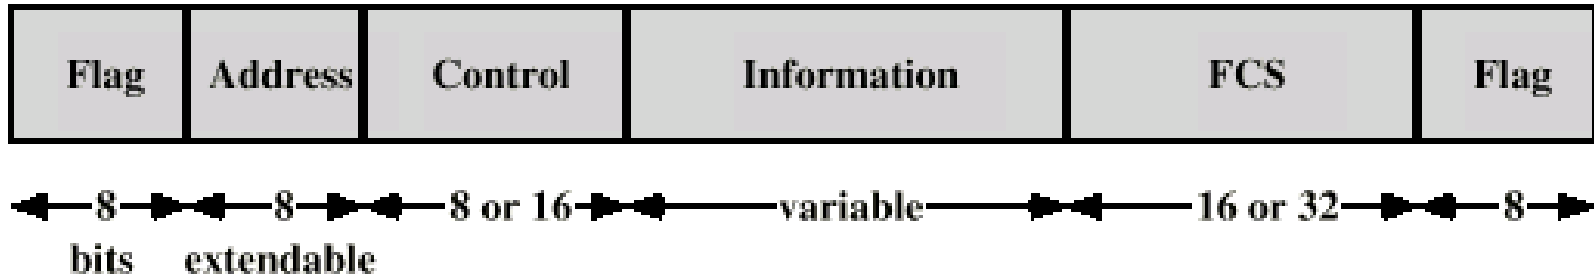 Flag Address Control Information FCS Flag
8 8 8 or 16 variable 16 or 32 8
bits extendable